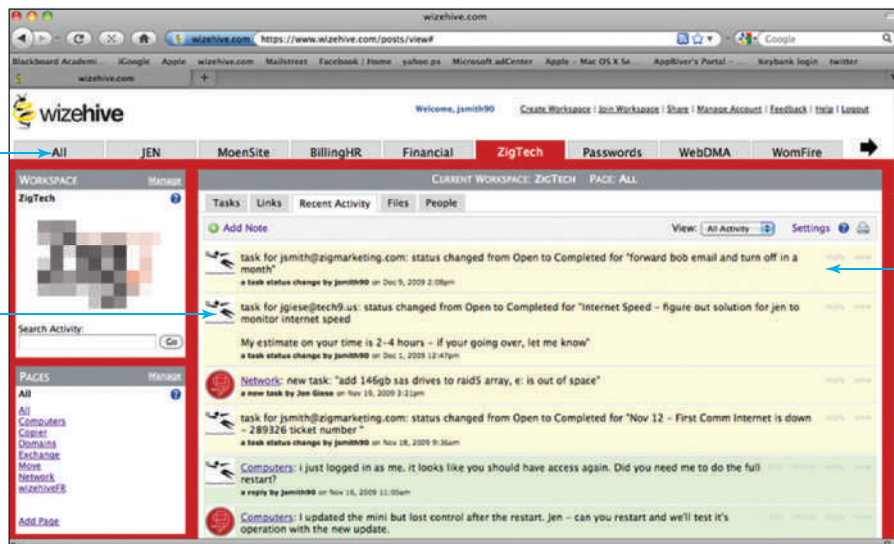 wizehive.com
wizehive.com https://www.wizehive.com/posts/view#
Google
Blackboard Academi... iGoogle Apple wizehive.com Mailstreet Facebook | Home yahoo ps Microsoft adCenter Apple - Mac OS X Se... AppRiver's Portal - ... Keybank login twitter
wizehive.com
wizehive
Welcome, jsmith90 Create Workspace | Join Workspace | Share | Manage Account | Feedback | Help | Logout
All JEN MoenSite BillingHR Financial ZigTech Passwords WebDMA WomFire
WORKSPACE Manage
ZigTech
Search Activity:
Go
PAGES Manage
All
All
Computers
Copier
Domains
Exchange
Move
Network
wizehiveFR
Add Page
CURRENT WORKSPACE: ZIGTECH PAGE: ALL
Tasks Links Recent Activity Files People
Add Note View: All Activity Settings
task for jsmith@zigmarketing.com: status changed from Open to Completed for "forward bob email and turn off in a
month"
a task status change by jsmith90 on Dec 9, 2009 2:08pm
reply view
task for jgiese@tech9.us: status changed from Open to Completed for "Internet Speed - figure out solution for jen to
monitor internet speed
My estimate on your time is 2-4 hours - if your going over, let me know"
a task status change by jsmith90 on Dec 1, 2009 12:47pm
Network: new task: "add 146gb sas drives to raid5 array, e: is out of space"
a new task by Jen Giese on Nov 19, 2009 3:21pm
task for jsmith@zigmarketing.com: status changed from Open to Completed for "Nov 12 - First Comm Internet is down
- 289326 ticket number "
a task status change by jsmith90 on Nov 18, 2009 9:36am
Computers: i just logged in as me. it looks like you should have access again. Did you need me to do the full
restart?
a reply by jsmith90 on Nov 16, 2009 11:05am
Computers: I updated the mini but lost control after the restart. Jen - can you restart and we'll test it's
operation with the new update.